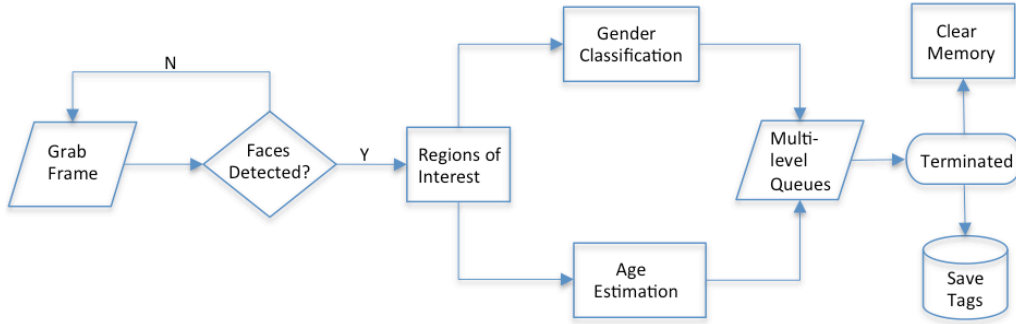 N
Grab
Frame
Faces
Detected?
Y
Regions of
Interest
Gender
Classification
Age
Estimation
Multi-
level
Queues
Terminated
Clear
Memory
Save
Tags